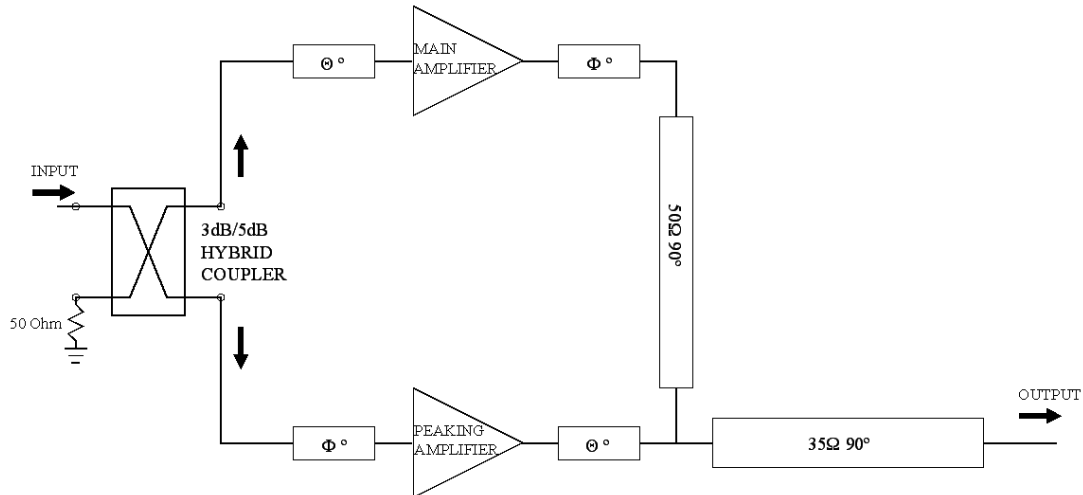 Θ °
MAIN
AMPLIFIER
Φ °
INPUT
3dB/5dB
HYBRID
COUPLER
50 Ohm
50Ω 90°
Φ °
PEAKING
AMPLIFIER
Θ °
35Ω 90°
OUTPUT